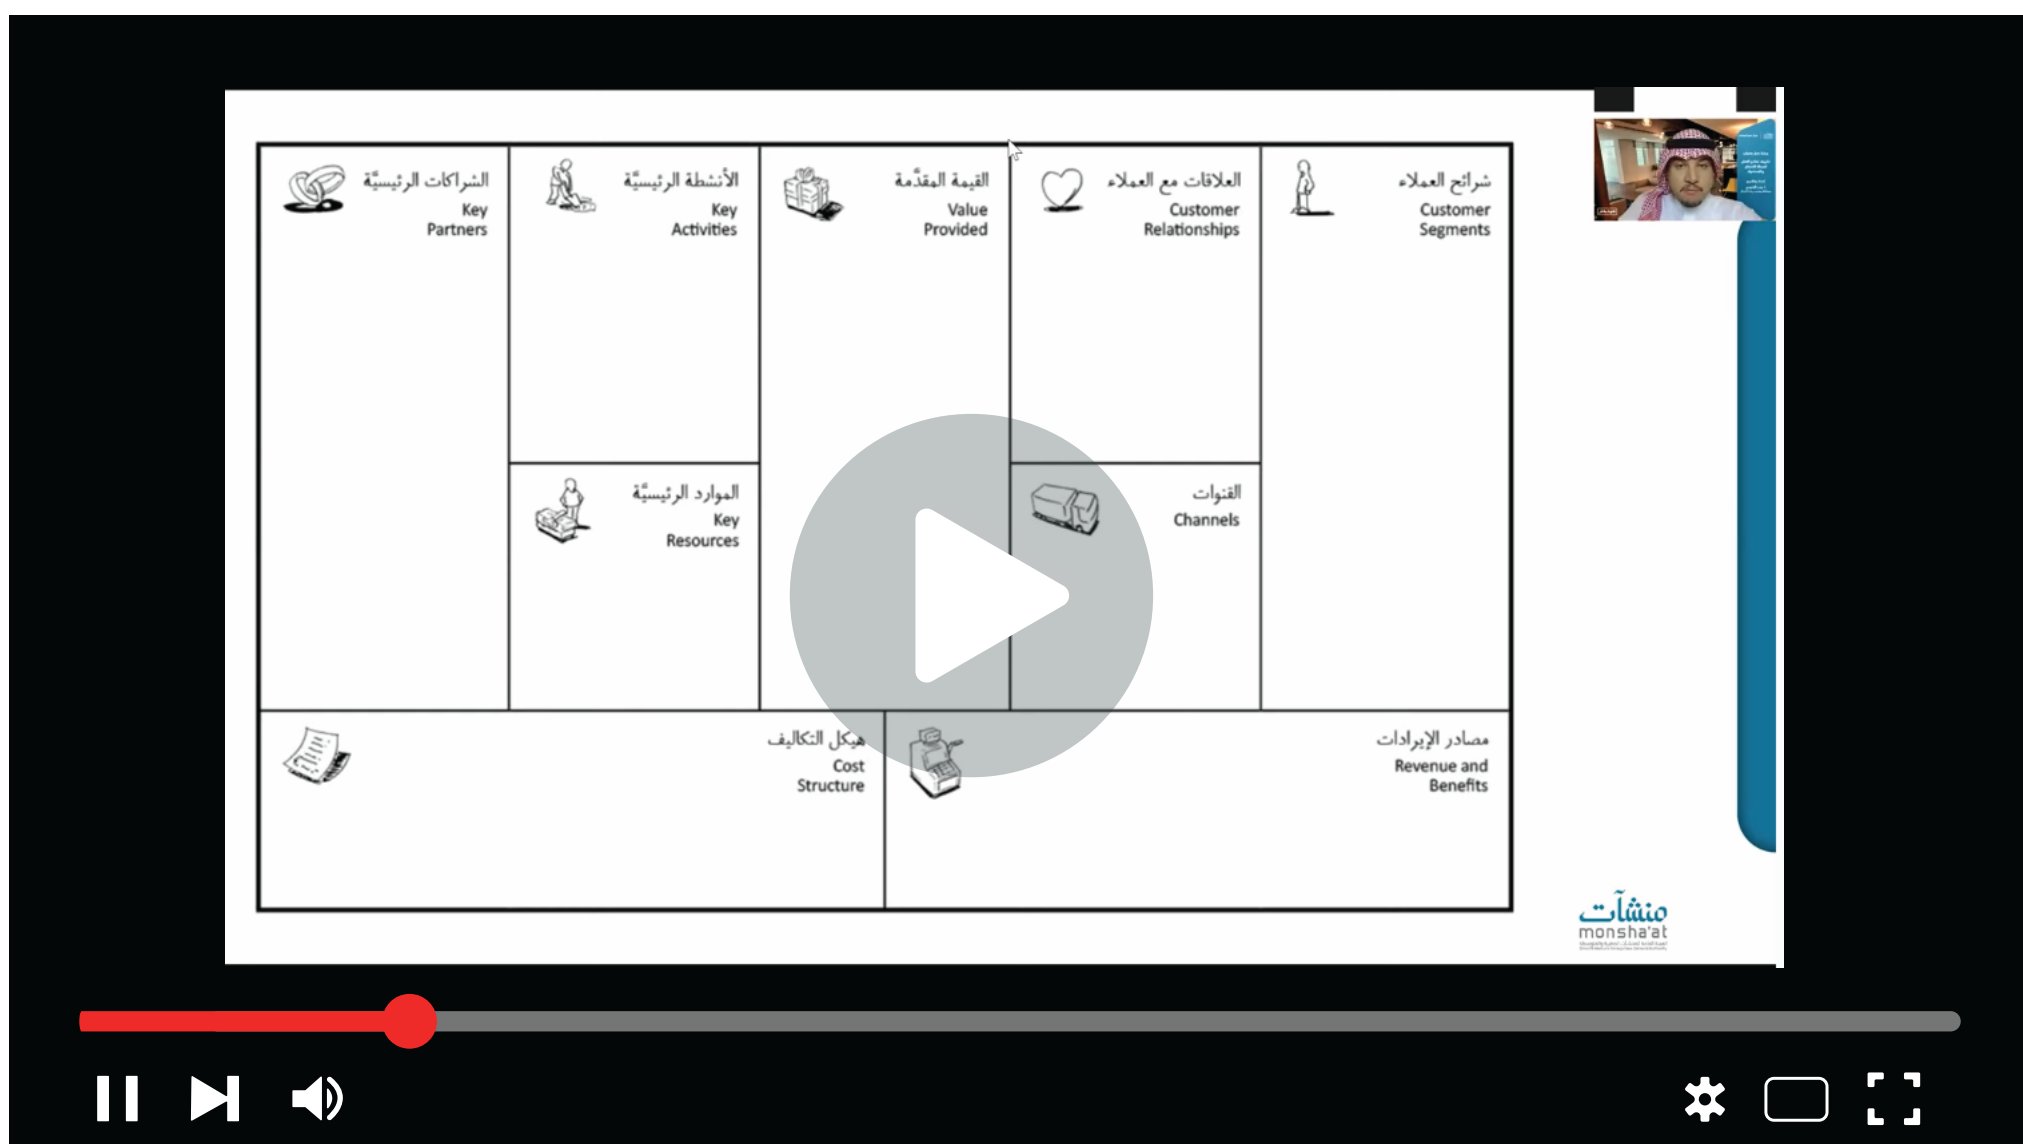 الشراكات الرئيسيَّة
Key
Partners
الأنشطة الرئيسيَّة
Key
Activities
القيمة المقدَّمة
Value
Provided
العلاقات مع العملاء
Customer
Relationships
شرائح العملاء
Customer
Segments
الموارد الرئيسيَّة
Key
Resources
القنوات
Channels
هيكل التكاليف
Cost
Structure
مصادر الإيرادات
Revenue and
Benefits
منشآت
monsha'at